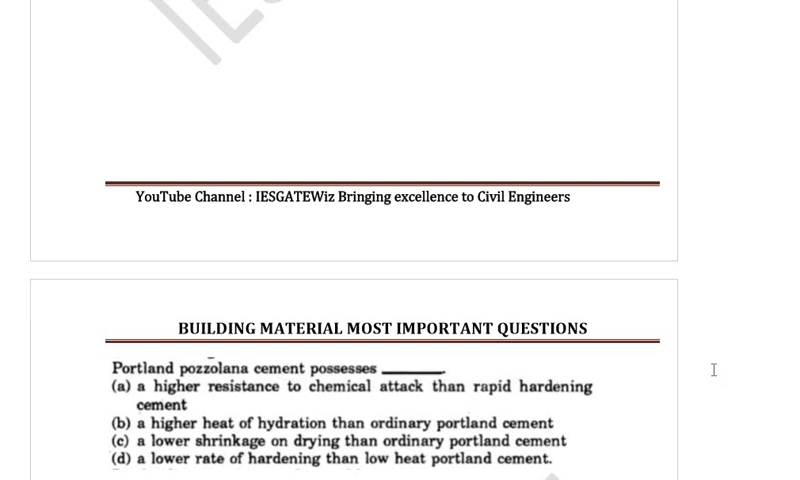 IES
YouTube Channel : IESGATEWiz Bringing excellence to Civil Engineers
BUILDING MATERIAL MOST IMPORTANT QUESTIONS
Portland pozzolana cement possesses ________.
(a) a higher resistance to chemical attack than rapid hardening
cement
(b) a higher heat of hydration than ordinary portland cement
(c) a lower shrinkage on drying than ordinary portland cement
(d) a lower rate of hardening than low heat portland cement.